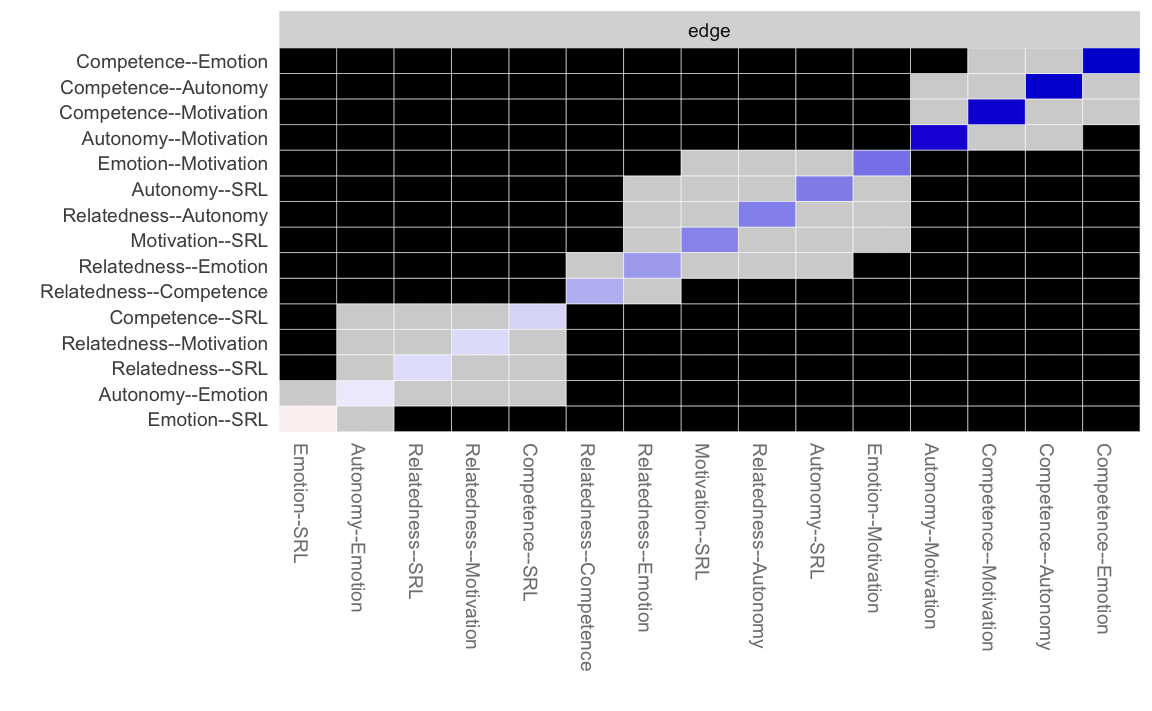 edge
Competence--Emotion
Competence--Autonomy
Competence--Motivation
Autonomy--Motivation
Emotion--Motivation
Autonomy--SRL
Relatedness--Autonomy
Motivation--SRL
Relatedness--Emotion
Relatedness--Competence
Competence--SRL
Relatedness--Motivation
Relatedness--SRL
Autonomy--Emotion
Emotion--SRL
Emotion--SRL
Autonomy--Emotion
Relatedness--SRL
Relatedness--Motivation
Competence--SRL
Relatedness--Competence
Relatedness--Emotion
Motivation--SRL
Relatedness--Autonomy
Autonomy--SRL
Emotion--Motivation
Autonomy--Motivation
Competence--Motivation
Competence--Autonomy
Competence--Emotion